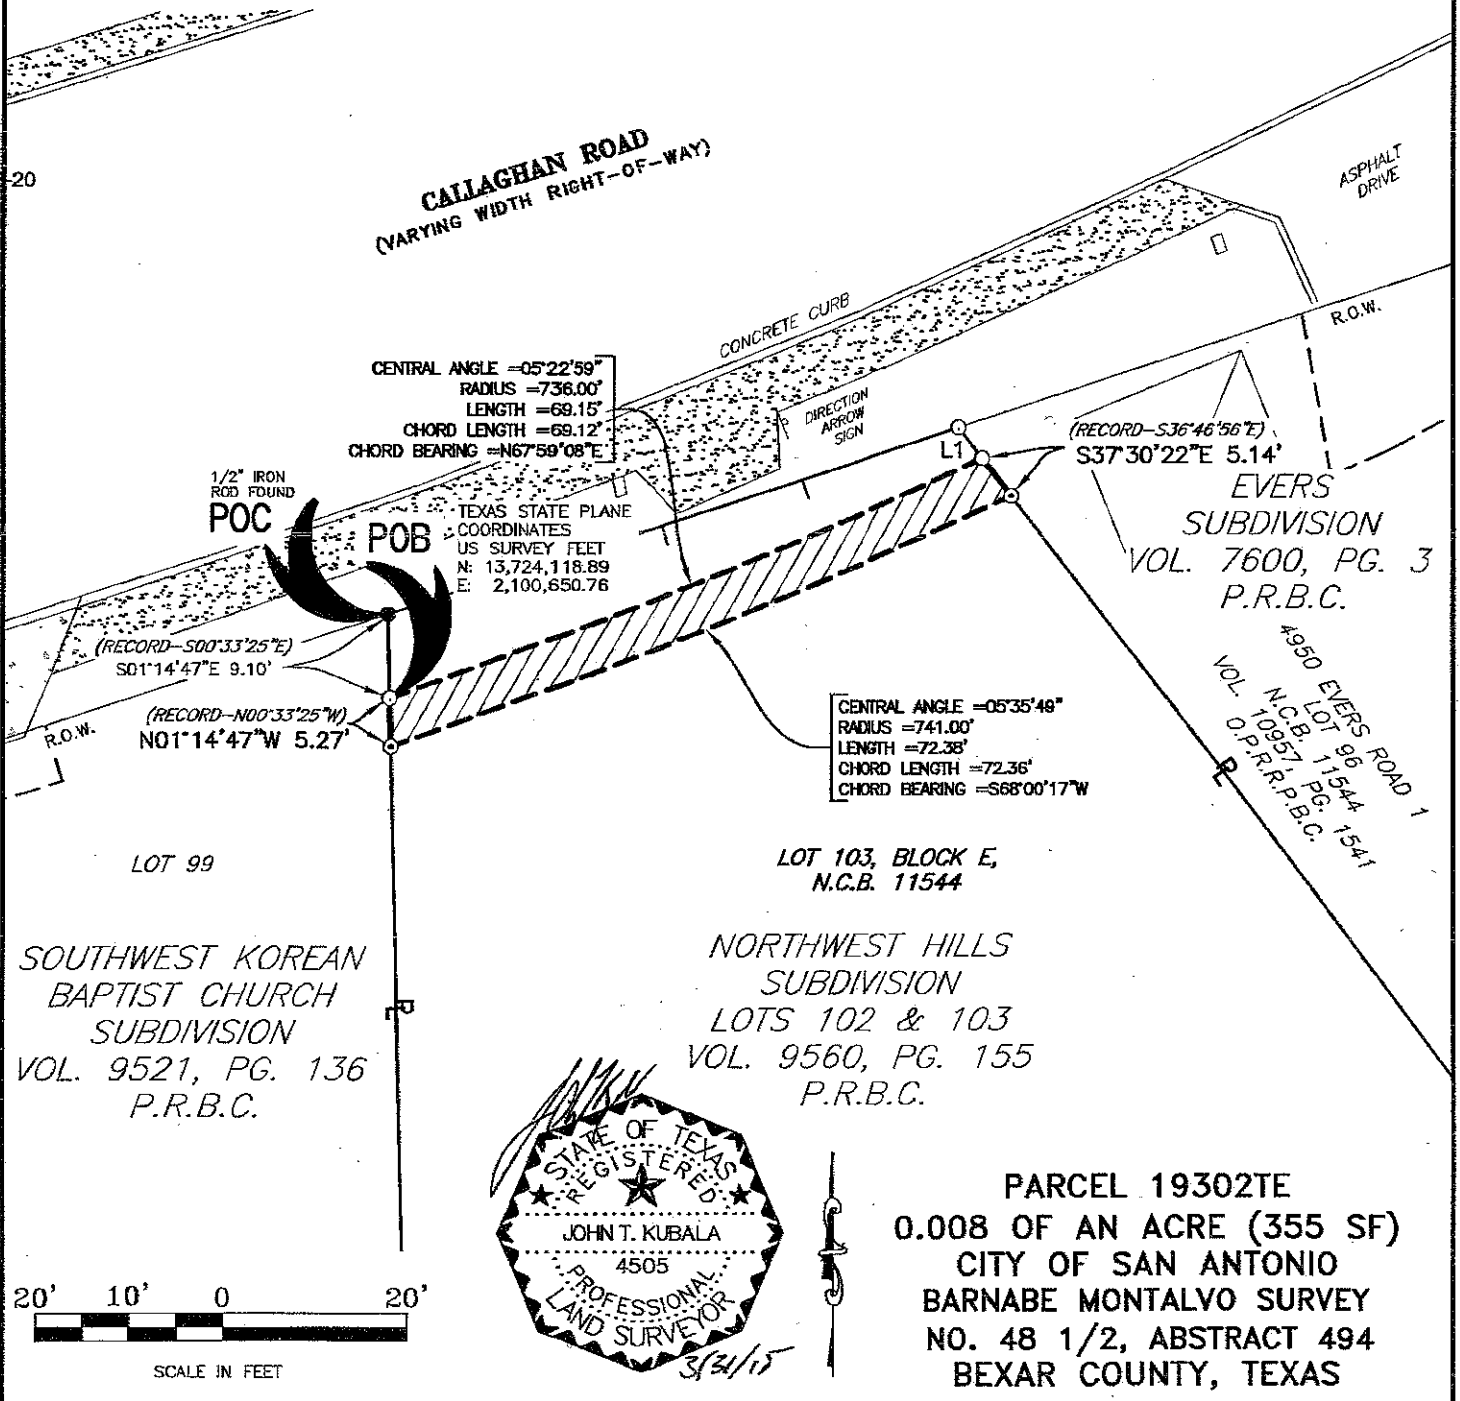 20
CALLAGHAN ROAD
(VARYING WIDTH RIGHT-OF-WAY)
ASPHALT
DRIVE
CONCRETE CURB
R.O.W.
CENTRAL ANGLE =05°22'59"
RADIUS =736.00'
LENGTH =69.15'
CHORD LENGTH =69.12'
CHORD BEARING =N67°59'08"E
DIRECTION
ARROW
SIGN
L1
(RECORD-S36°46'56"E)
S37°30'22"E 5.14'
1/2" IRON
ROD FOUND
POC
POB
TEXAS STATE PLANE
COORDINATES
US SURVEY FEET
N: 13,724,118.89
E: 2,100,650.76
EVERS
SUBDIVISION
VOL. 7600, PG. 3
P.R.B.C.
(RECORD-S00°33'25"E)
S01°14'47"E 9.10'
(RECORD-N00°33'25"W)
N01°14'47"W 5.27'
R.O.W.
4950 EVERS ROAD 1
LOT 96
N.C.B. 11544
VOL. 10957, PG. 1541
O.P.R.R.P.B.C.
CENTRAL ANGLE =05°35'49"
RADIUS =741.00'
LENGTH =72.38'
CHORD LENGTH =72.36'
CHORD BEARING =S68°00'17"W
PL
LOT 99
LOT 103, BLOCK E,
N.C.B. 11544
SOUTHWEST KOREAN
BAPTIST CHURCH
SUBDIVISION
VOL. 9521, PG. 136
P.R.B.C.
PL
NORTHWEST HILLS
SUBDIVISION
LOTS 102 & 103
VOL. 9560, PG. 155
P.R.B.C.
STATE OF TEXAS
REGISTERED
JOHN T. KUBALA
4505
PROFESSIONAL
LAND SURVEYOR
3/31/15
PARCEL 19302TE
0.008 OF AN ACRE (355 SF)
CITY OF SAN ANTONIO
BARNABE MONTALVO SURVEY
NO. 48 1/2, ABSTRACT 494
BEXAR COUNTY, TEXAS
20' 10' 0 20'
SCALE IN FEET